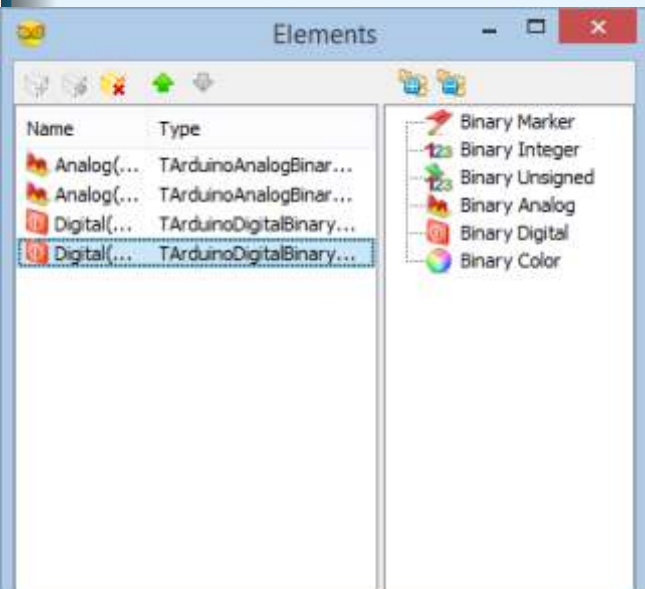 Elements
Name Type
Analog(... TArduinoAnalogBinar...
Analog(... TArduinoAnalogBinar...
Digital(... TArduinoDigitalBinary...
Digital(... TArduinoDigitalBinary...
Binary Marker
Binary Integer
Binary Unsigned
Binary Analog
Binary Digital
Binary Color